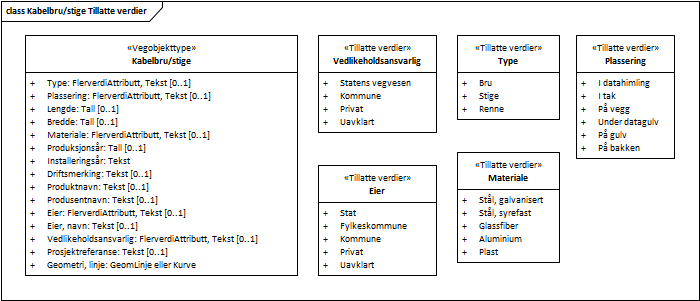 class Kabelbru/stige Tillatte verdier
«Vegobjekttype»
Kabelbru/stige
+ Type: FlerverdiAttributt, Tekst [0..1]
+ Plassering: FlerverdiAttributt, Tekst [0..1]
+ Lengde: Tall [0..1]
+ Bredde: Tall [0..1]
+ Materiale: FlerverdiAttributt, Tekst [0..1]
+ Produksjonsår: Tall [0..1]
+ Installeringsår: Tekst
+ Driftsmerking: Tekst [0..1]
+ Produktnavn: Tekst [0..1]
+ Produsentnavn: Tekst [0..1]
+ Eier: FlerverdiAttributt, Tekst [0..1]
+ Eier, navn: Tekst [0..1]
+ Vedlikeholdsansvarlig: FlerverdiAttributt, Tekst [0..1]
+ Prosjektreferanse: Tekst [0..1]
+ Geometri, linje: GeomLinje eller Kurve
«Tillatte verdier»
Vedlikeholdsansvarlig
+ Statens vegvesen
+ Kommune
+ Privat
+ Uavklart
«Tillatte verdier»
Eier
+ Stat
+ Fylkeskommune
+ Kommune
+ Privat
+ Uavklart
«Tillatte verdier»
Type
+ Bru
+ Stige
+ Renne
«Tillatte verdier»
Materiale
+ Stål, galvanisert
+ Stål, syrefast
+ Glassfiber
+ Aluminium
+ Plast
«Tillatte verdier»
Plassering
+ I datahimling
+ I tak
+ På vegg
+ Under datagulv
+ På gulv
+ På bakken